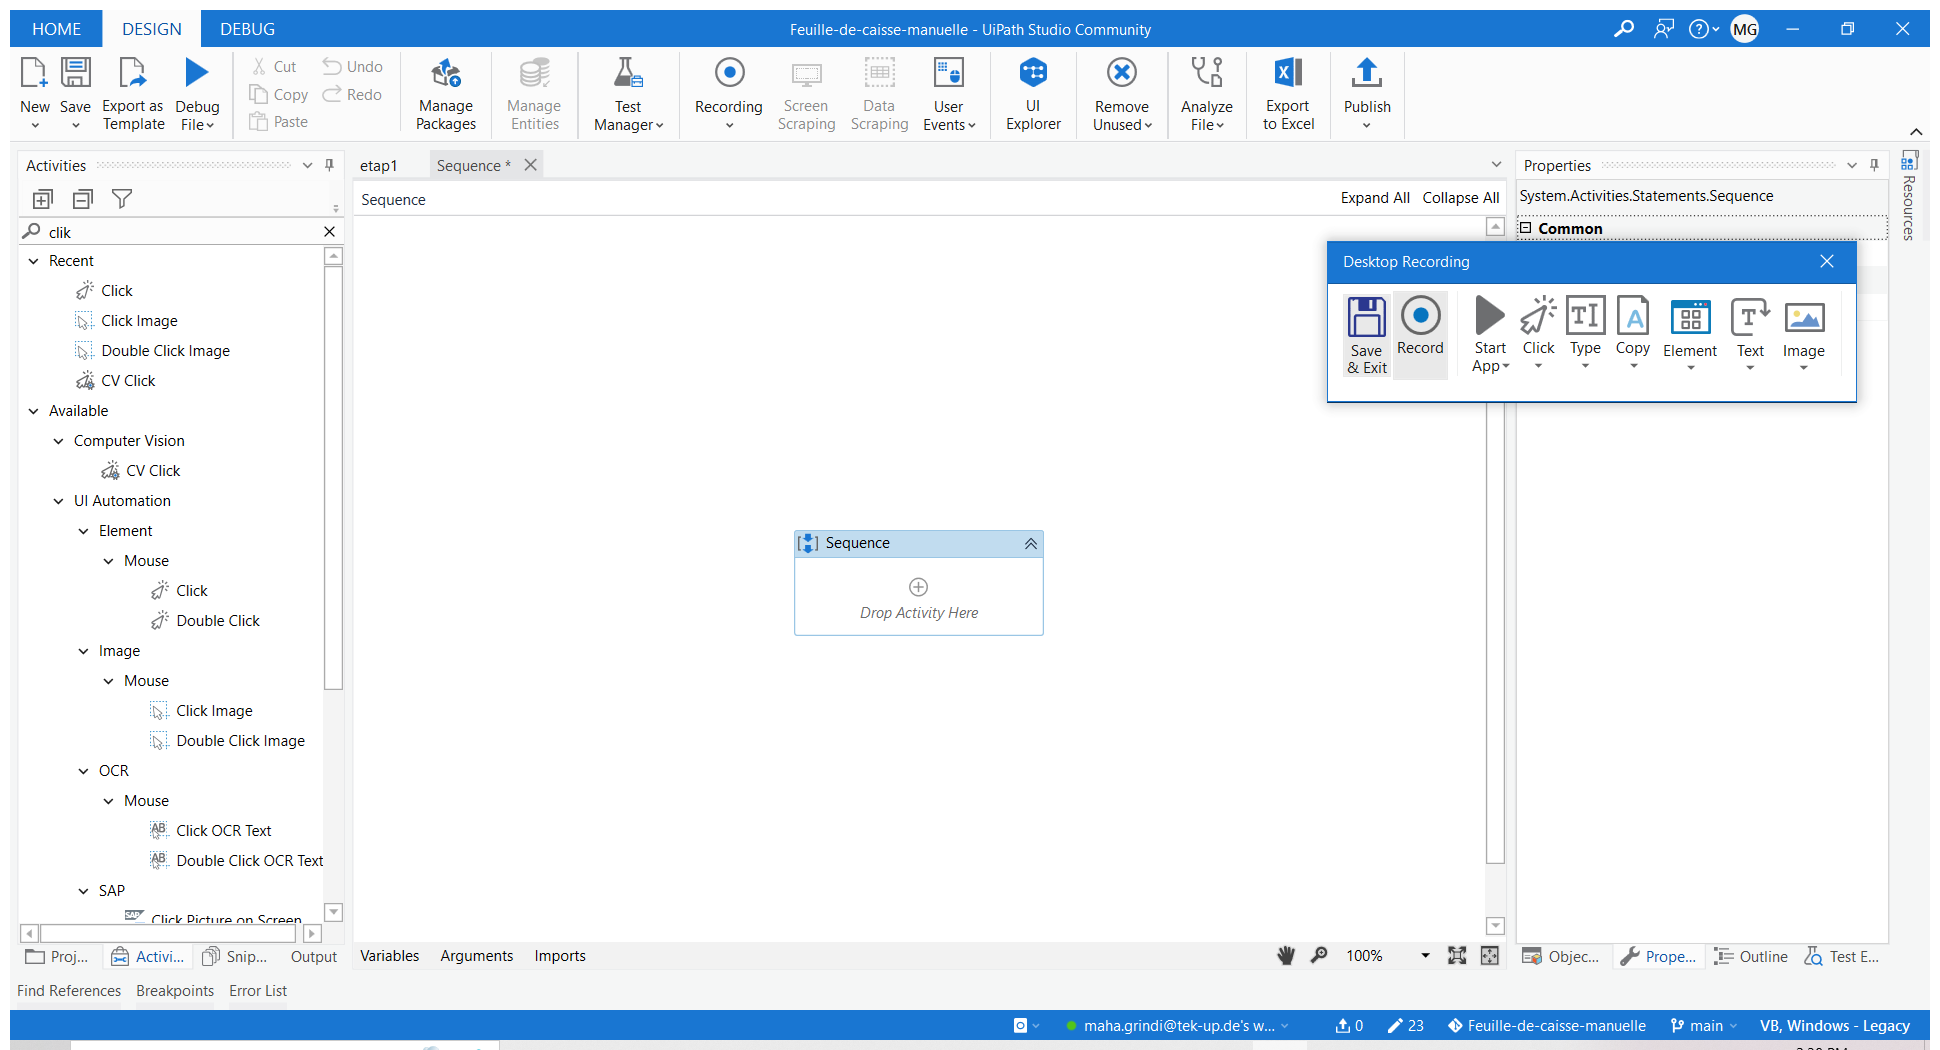 HOME DESIGN DEBUG Feuille-de-caisse-manuelle - UiPath Studio Community MG
New Save Export as Template Debug File Cut Copy Paste Undo Redo Manage Packages Manage Entities Test Manager Recording Screen Scraping Data Scraping User Events UI Explorer Remove Unused Analyze File Export to Excel Publish
Activities
clik
Recent
Click
Click Image
Double Click Image
CV Click
Available
Computer Vision
CV Click
UI Automation
Element
Mouse
Click
Double Click
Image
Mouse
Click Image
Double Click Image
OCR
Mouse
Click OCR Text
Double Click OCR Text
SAP
Click Picture on Screen
Proj... Activi... Snip... Output
etap1 Sequence *
Sequence Expand All Collapse All
Sequence
Drop Activity Here
Variables Arguments Imports 100%
Properties
System.Activities.Statements.Sequence
Common
Resources
Desktop Recording
Save & Exit Record Start App Click Type Copy Element Text Image
Objec... Prope... Outline Test E...
Find References Breakpoints Error List
maha.grindi@tek-up.de's w... 0 23 Feuille-de-caisse-manuelle main VB, Windows - Legacy